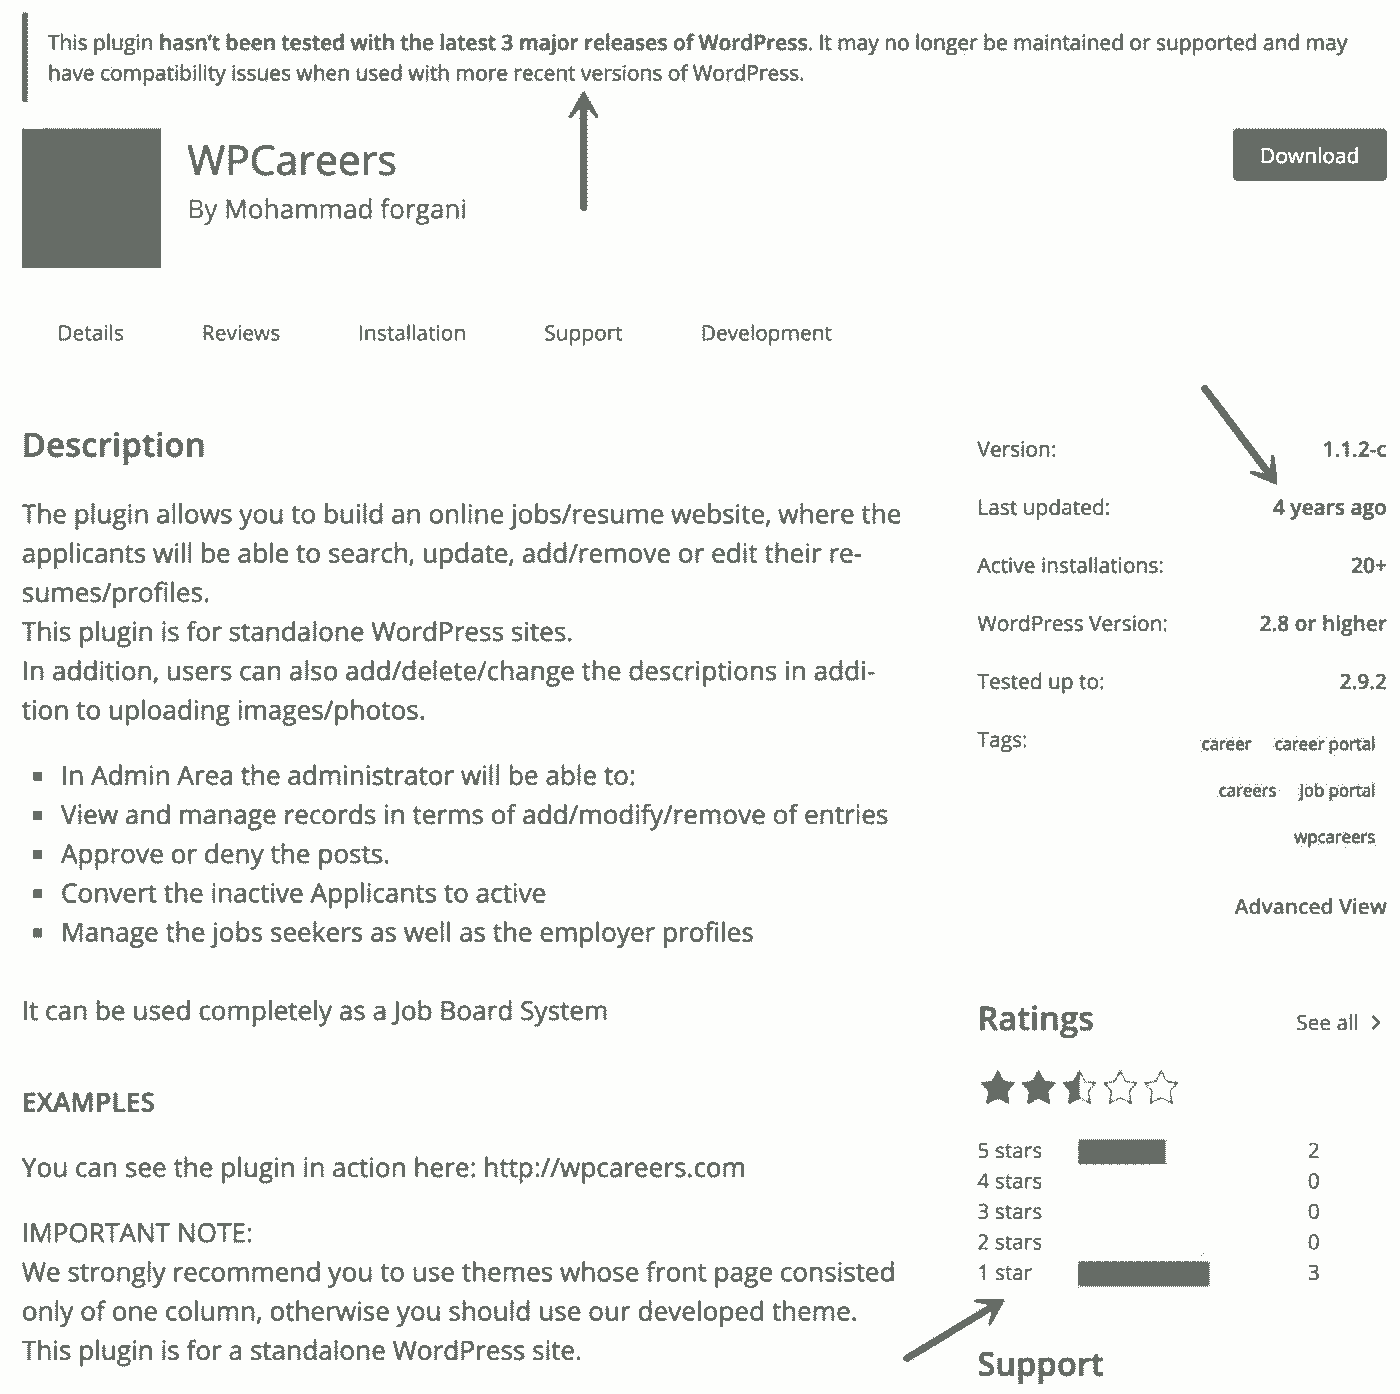 This plugin hasn't been tested with the latest 3 major releases of WordPress. It may no longer be maintained or supported and may
have compatibility issues when used with more recent versions of WordPress.
WPCareers
By Mohammad forgani
Download
Details Reviews Installation Support Development
Description
The plugin allows you to build an online jobs/resume website, where the
applicants will be able to search, update, add/remove or edit their re-
sumes/profiles.
This plugin is for standalone WordPress sites.
In addition, users can also add/delete/change the descriptions in addi-
tion to uploading images/photos.
▪ In Admin Area the administrator will be able to:
▪ View and manage records in terms of add/modify/remove of entries
▪ Approve or deny the posts.
▪ Convert the inactive Applicants to active
▪ Manage the jobs seekers as well as the employer profiles
It can be used completely as a Job Board System
EXAMPLES
You can see the plugin in action here: http://wpcareers.com
IMPORTANT NOTE:
We strongly recommend you to use themes whose front page consisted
only of one column, otherwise you should use our developed theme.
This plugin is for a standalone WordPress site.
Version: 1.1.2-c
Last updated: 4 years ago
Active installations: 20+
WordPress Version: 2.8 or higher
Tested up to: 2.9.2
Tags: career career portal
careers job portal
wpcareers
Advanced View
Ratings See all >
5 stars 2
4 stars 0
3 stars 0
2 stars 0
1 star 3
Support